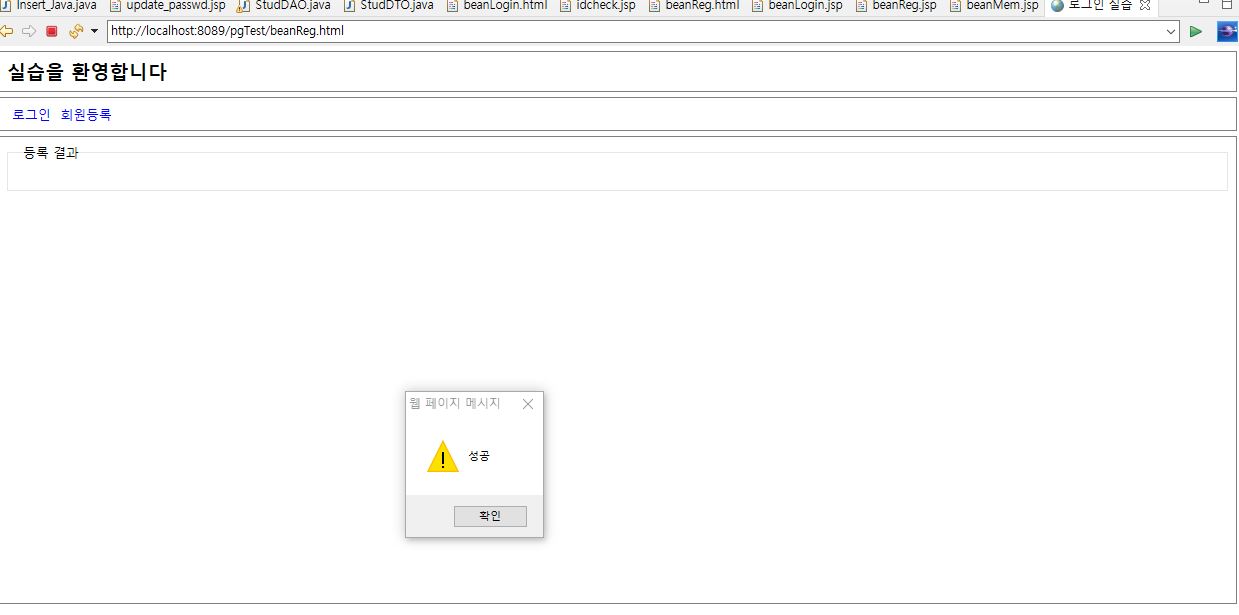 Insert_Java.java update_passwd.jsp StudDAO.java StudDTO.java beanLogin.html idcheck.jsp beanReg.html beanLogin.jsp beanReg.jsp beanMem.jsp 로그인 실습
http://localhost:8089/pgTest/beanReg.html
실습을 환영합니다
로그인 회원등록
등록 결과
웹 페이지 메시지
성공
확인